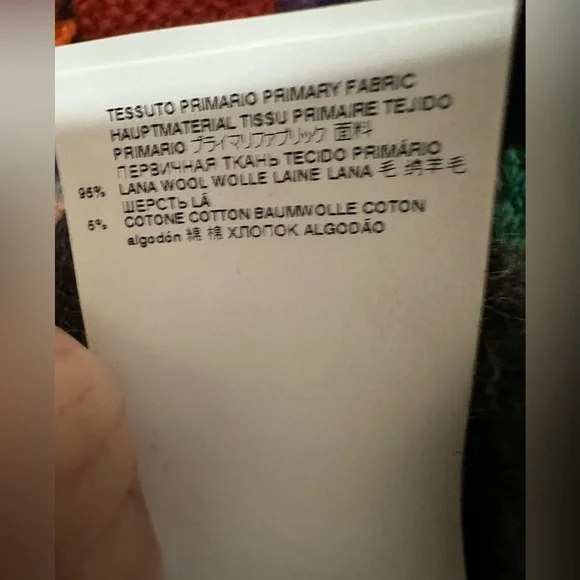 TESSUTO PRIMARIO PRIMARY FABRIC
HAUPTMATERIAL TISSU PRIMAIRE TEJIDO
PRIMARIO プライマリファブリック 面料
ПЕРВИЧНАЯ ТКАНЬ TECIDO PRIMÁRIO
95% LANA WOOL WOLLE LAINE LANA 毛 绵羊毛
ШЕРСТЬ LÃ
5% COTONE COTTON BAUMWOLLE COTON
algodón 綿 棉 ХЛОПОК ALGODÃO